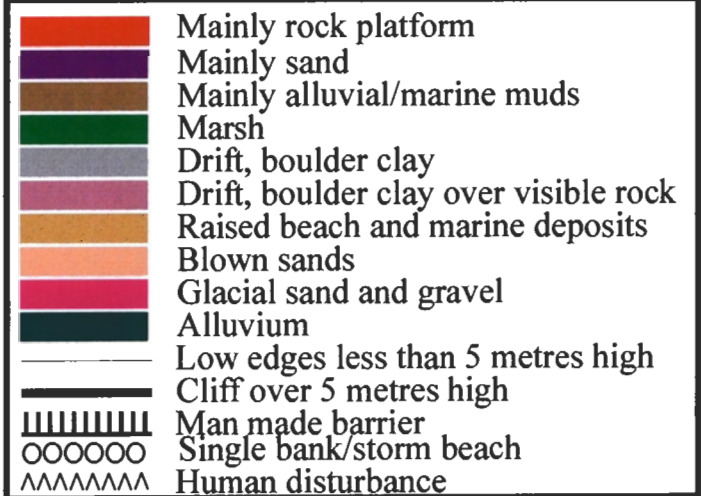 Mainly rock platform
Mainly sand
Mainly alluvial/marine muds
Marsh
Drift, boulder clay
Drift, boulder clay over visible rock
Raised beach and marine deposits
Blown sands
Glacial sand and gravel
Alluvium
Low edges less than 5 metres high
Cliff over 5 metres high
Man made barrier
Single bank/storm beach
Human disturbance